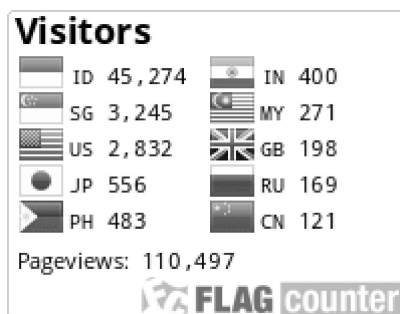 Visitors
ID 45,274 IN 400
SG 3,245 MY 271
US 2,832 GB 198
JP 556 RU 169
PH 483 CN 121
Pageviews: 110,497
FLAG counter